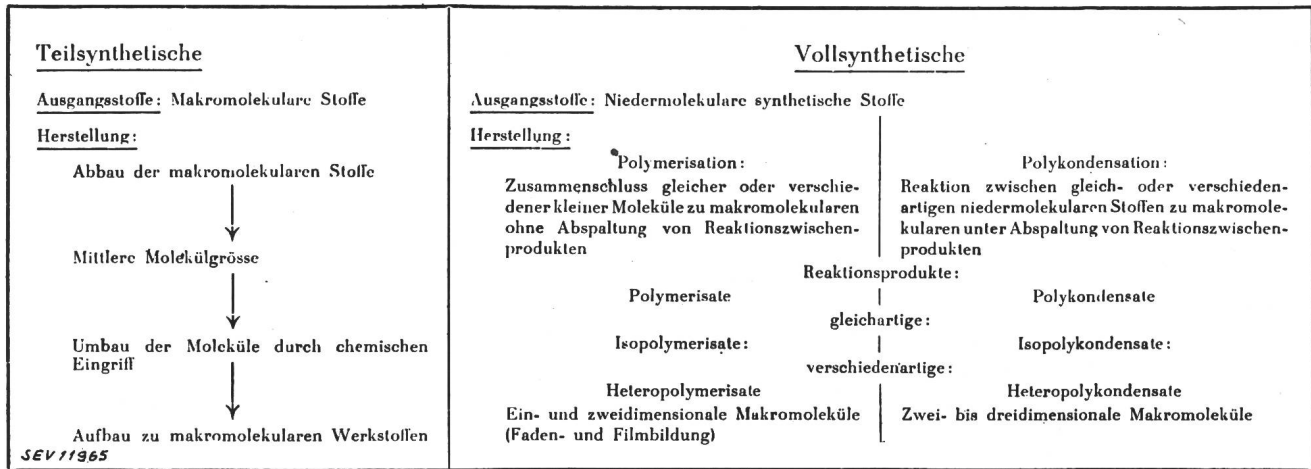 Teilsynthetische
Ausgangsstoffe: Makromolekulare Stoffe
Herstellung:
Abbau der makromolekularen Stoffe
Mittlere Molekülgrösse
Umbau der Moleküle durch chemischen
Eingriff
Aufbau zu makromolekularen Werkstoffen
SEV 11965
Vollsynthetische
Ausgangsstoffe: Niedermolekulare synthetische Stoffe
Herstellung:
Polymerisation:
Zusammenschluss gleicher oder verschie-
dener kleiner Moleküle zu makromolekularen
ohne Abspaltung von Reaktionszwischen-
produkten
Polykondensation:
Reaktion zwischen gleich- oder verschieden-
artigen niedermolekularen Stoffen zu makromole-
kularen unter Abspaltung von Reaktionszwischen-
produkten
Reaktionsprodukte:
Polymerisate
Polykondensate
gleichartige:
Isopolymerisate:
Isopolykondensate:
verschiedenartige:
Heteropolymerisate
Heteropolykondensate
Ein- und zweidimensionale Makromoleküle
(Faden- und Filmbildung)
Zwei- bis dreidimensionale Makromoleküle